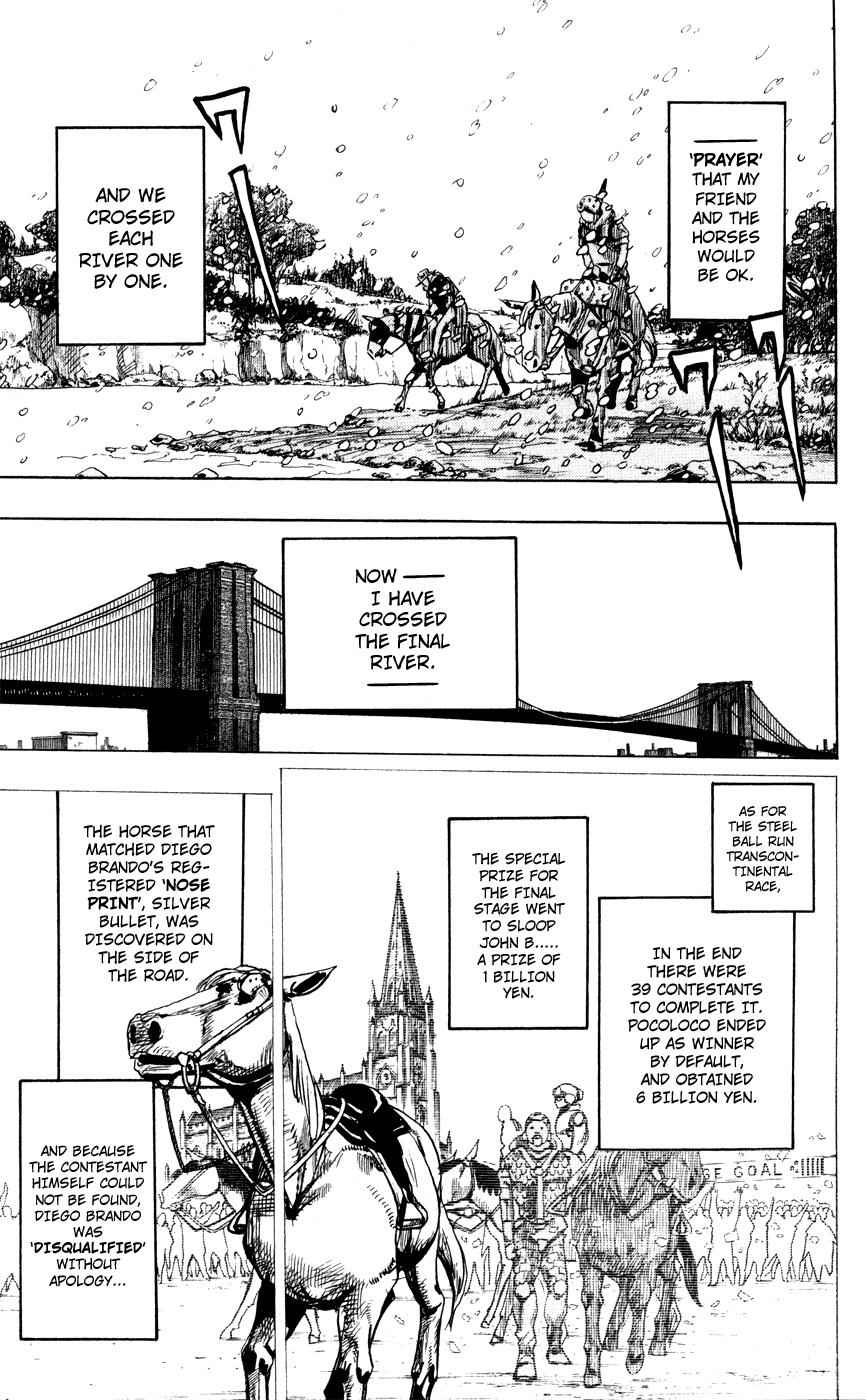 ——
‘PRAYER’
THAT MY
FRIEND
AND THE
HORSES
WOULD
BE OK.
AND WE
CROSSED
EACH
RIVER ONE
BY ONE.
NOW ——
I HAVE
CROSSED
THE FINAL
RIVER.
——
AS FOR
THE STEEL
BALL RUN
TRANSCON-
TINENTAL
RACE,
IN THE END
THERE WERE
39 CONTESTANTS
TO COMPLETE IT.
POCOLOCO ENDED
UP AS WINNER
BY DEFAULT,
AND OBTAINED
6 BILLION YEN.
THE SPECIAL
PRIZE FOR
THE FINAL
STAGE WENT
TO SLOOP
JOHN B.....
A PRIZE OF
1 BILLION
YEN.
GOAL
THE HORSE THAT
MATCHED DIEGO
BRANDO'S REG-
ISTERED ‘NOSE
PRINT’, SILVER
BULLET, WAS
DISCOVERED ON
THE SIDE OF
THE ROAD.
AND BECAUSE
THE CONTESTANT
HIMSELF COULD
NOT BE FOUND,
DIEGO BRANDO
WAS
‘DISQUALIFIED’
WITHOUT
APOLOGY...